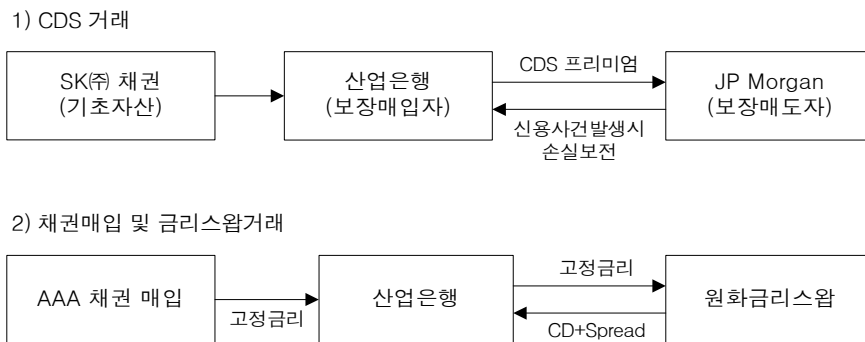 1) CDS 거래
SK㈜ 채권
(기초자산)
산업은행
(보장매입자)
CDS 프리미엄
신용사건발생시
손실보전
JP Morgan
(보장매도자)
2) 채권매입 및 금리스왑거래
AAA 채권 매입
고정금리
산업은행
고정금리
CD+Spread
원화금리스왑